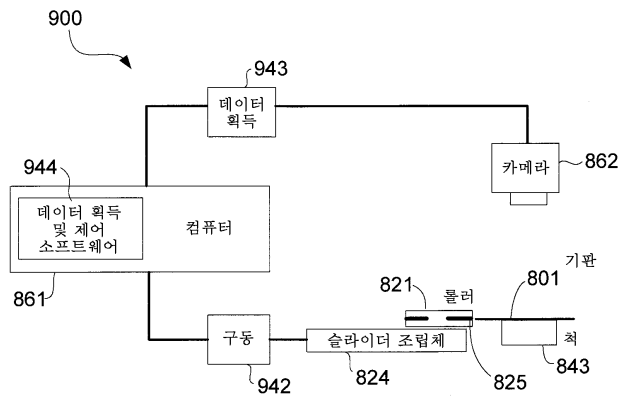 900
943
데이터
획득
944
데이터 획득
및 제어
소프트웨어
컴퓨터
861
카메라
862
기판
821
롤러
801
구동
942
슬라이더 조립체
824
825
척
843